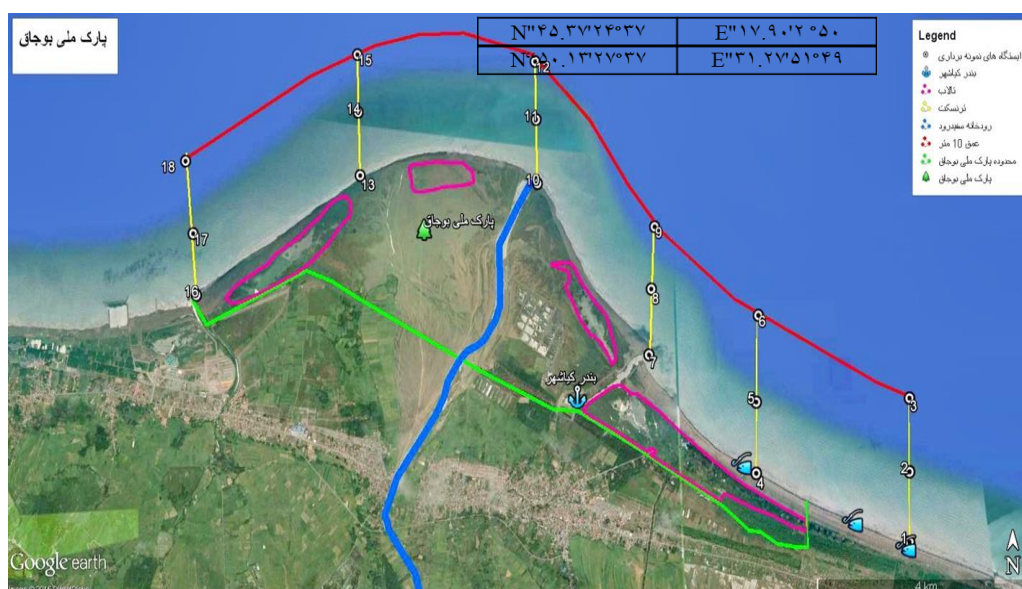 پارک ملی بوجاق
N"۴۵.۳۷'۲۴°۳۷ E"۱۷.۹۰'۲°۵۰
N"۵۰.۱۳'۲۷°۳۷ E"۳۱.۲۷'۵۱°۴۹
Legend
ایستگاه های نمونه برداری
بندر کیاشهر
تالاب
ترنسکت
رودخانه سفیدرود
عمق 10 متر
محدوده پارک ملی بوجاق
پارک ملی بوجاق
15
12
14
11
18
13
10
17
پارک ملی بوجاق
9
16
8
6
7
بندر کیاشهر
5
3
4
2
1
Google earth
N
4 km